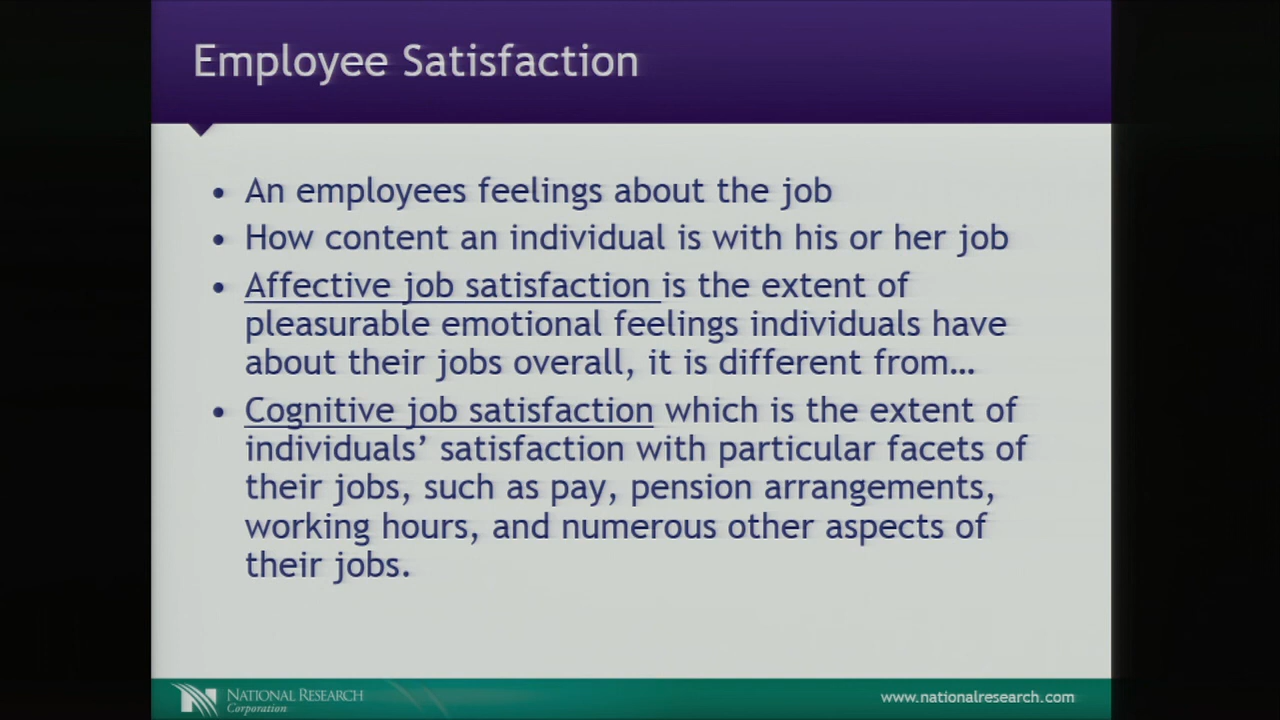 Employee Satisfaction
• An employees feelings about the job
• How content an individual is with his or her job
• Affective job satisfaction is the extent of
pleasurable emotional feelings individuals have
about their jobs overall, it is different from…
• Cognitive job satisfaction which is the extent of
individuals’ satisfaction with particular facets of
their jobs, such as pay, pension arrangements,
working hours, and numerous other aspects of
their jobs.
NATIONAL RESEARCH
Corporation
www.nationalresearch.com